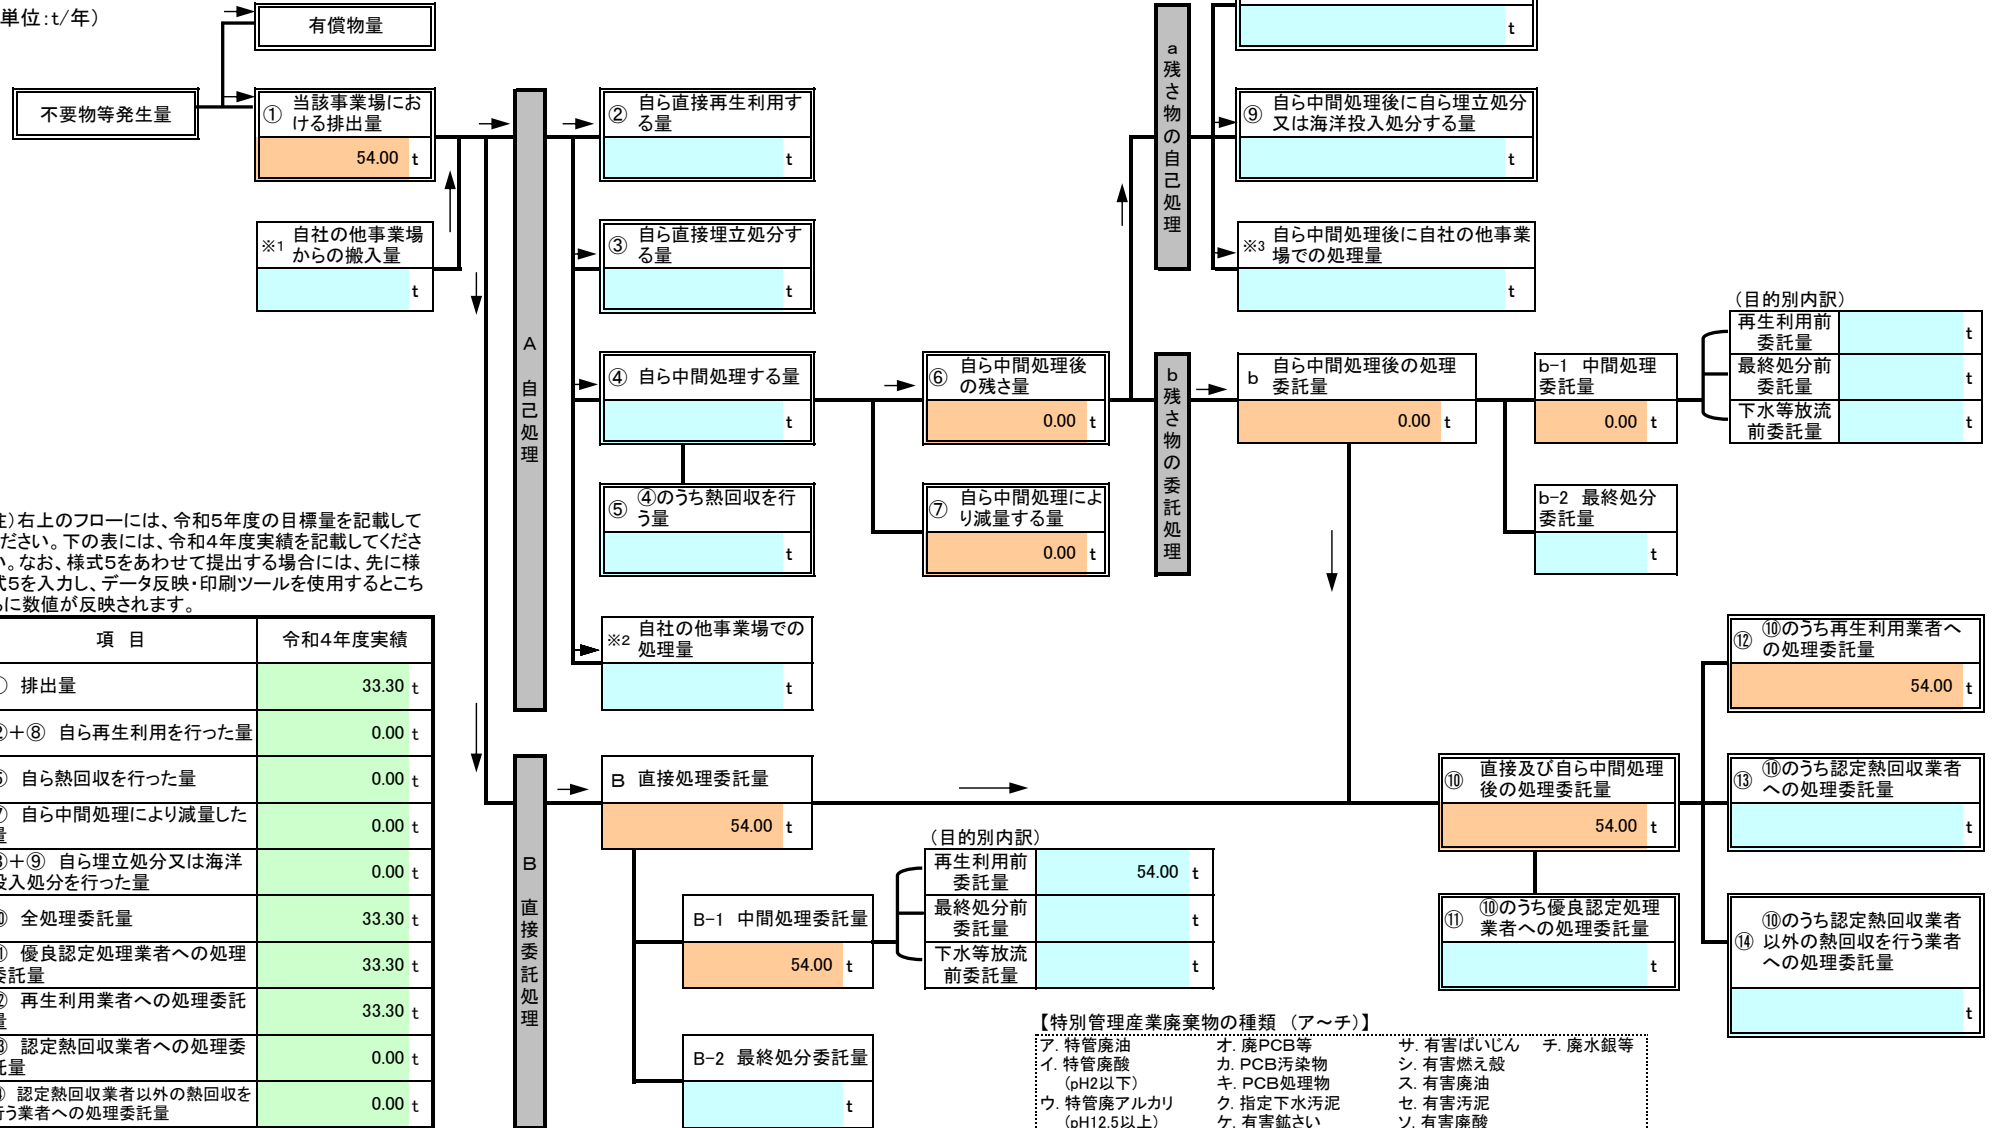 単位:t/年)
有償物量
不要物等発生量
① 当該事業場にお
ける排出量
54.00 t
※1 自社の他事業場
からの搬入量
t
A 自己処理
② 自ら直接再生利用す
る量
t
③ 自ら直接埋立処分す
る量
t
④ 自ら中間処理する量
t
⑤ ④のうち熱回収を行
う量
t
※2 自社の他事業場での
処理量
t
⑥ 自ら中間処理後
の残さ量
0.00 t
⑦ 自ら中間処理によ
り減量する量
0.00 t
a 残さ物の自己処理
t
⑨ 自ら中間処理後に自ら埋立処分
又は海洋投入処分する量
t
※3 自ら中間処理後に自社の他事業
場での処理量
t
b 残さ物の委託処理
b 自ら中間処理後の処理
委託量
0.00 t
b-1 中間処理
委託量
0.00 t
b-2 最終処分
委託量
t
(目的別内訳)
再生利用前
委託量 t
最終処分前
委託量 t
下水等放流
前委託量 t
注)右上のフローには、令和5年度の目標量を記載して
ください。下の表には、令和4年度実績を記載してくださ
い。なお、様式5をあわせて提出する場合には、先に様
式5を入力し、データ反映・印刷ツールを使用するとこち
らに数値が反映されます。
項 目 令和4年度実績
① 排出量 33.30 t
②+⑧ 自ら再生利用を行った量 0.00 t
⑤ 自ら熱回収を行った量 0.00 t
⑦ 自ら中間処理により減量した
量 0.00 t
③+⑨ 自ら埋立処分又は海洋
投入処分を行った量 0.00 t
⑩ 全処理委託量 33.30 t
⑪ 優良認定処理業者への処理
委託量 33.30 t
⑫ 再生利用業者への処理委託
量 33.30 t
⑬ 認定熱回収業者への処理委
託量 0.00 t
⑭ 認定熱回収業者以外の熱回収を
行う業者への処理委託量 0.00 t
B 直接委託処理
B 直接処理委託量
54.00 t
B-1 中間処理委託量
54.00 t
B-2 最終処分委託量
t
(目的別内訳)
再生利用前
委託量 54.00 t
最終処分前
委託量 t
下水等放流
前委託量 t
⑩ 直接及び自ら中間処理
後の処理委託量
54.00 t
⑪ ⑩のうち優良認定処理
業者への処理委託量
t
⑫ ⑩のうち再生利用業者へ
の処理委託量
54.00 t
⑬ ⑩のうち認定熱回収業者
への処理委託量
t
⑭ ⑩のうち認定熱回収業者
以外の熱回収を行う業者
への処理委託量
t
【特別管理産業廃棄物の種類 (ア~チ)】
ア. 特管廃油 オ. 廃PCB等 サ. 有害ばいじん チ. 廃水銀等
イ. 特管廃酸 カ. PCB汚染物 シ. 有害燃え殻
(pH2以下) キ. PCB処理物 ス. 有害廃油
ウ. 特管廃アルカリ ク. 指定下水汚泥 セ. 有害汚泥
(pH12.5以上) ケ. 有害鉱さい ソ. 有害廃酸